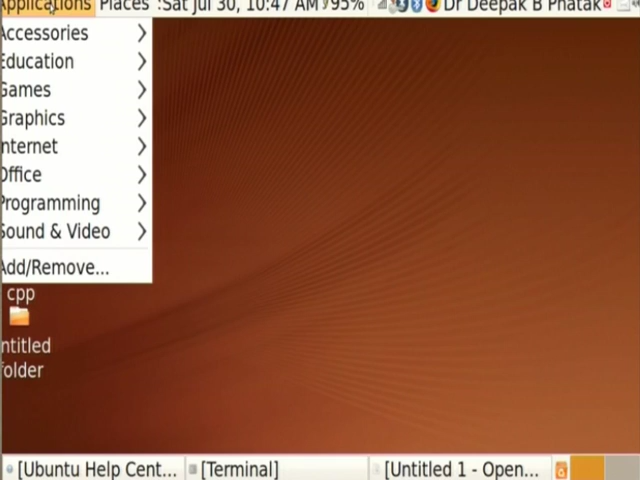 Applications Places Sat Jul 30, 10:47 AM 95% Dr Deepak B Phatak
Accessories
Education
Games
Graphics
Internet
Office
Programming
Sound & Video
Add/Remove...
cpp
ntitled
folder
[Ubuntu Help Cent... [Terminal] [Untitled 1 - Open...